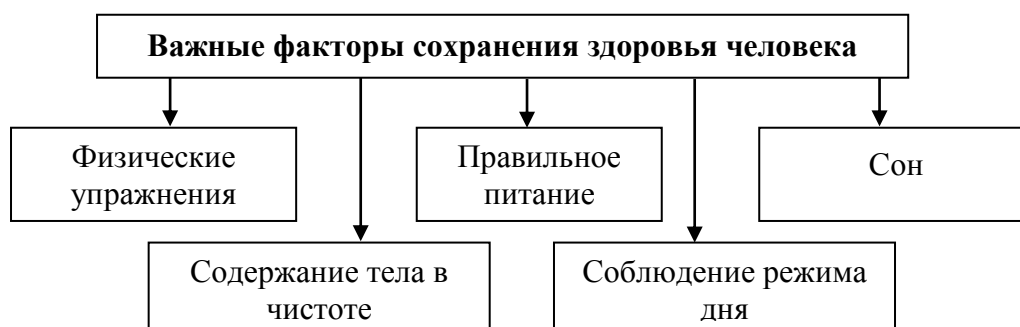 Важные факторы сохранения здоровья человека
Физические
упражнения
Правильное
питание
Сон
Содержание тела в
чистоте
Соблюдение режима
дня